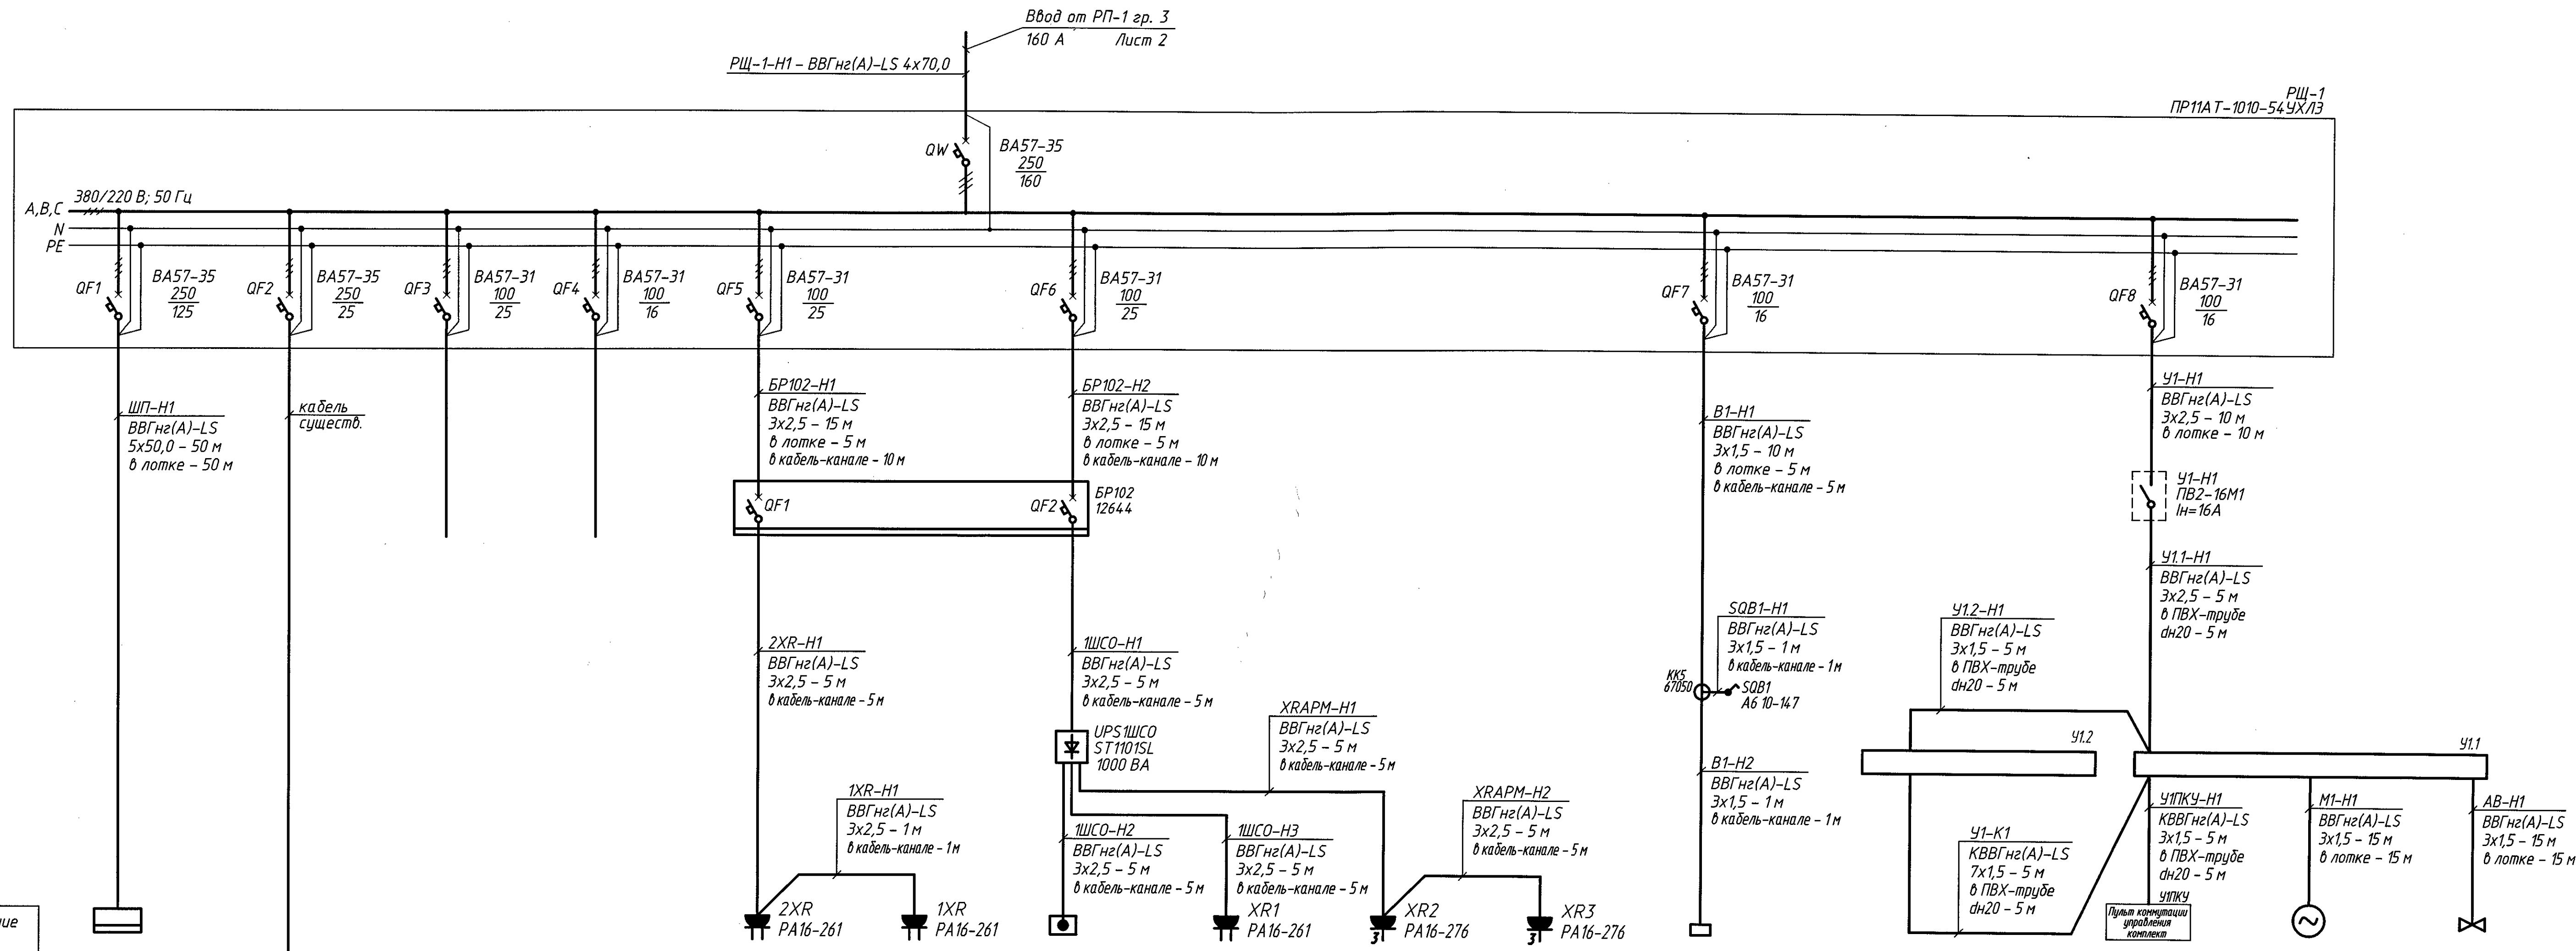 Ввод от РП-1 гр. 3
160 А Лист 2
РЩ-1-Н1 - ВВГнг(А)-LS 4х70,0
РЩ-1
ПР11АТ-1010-54УХЛ3
QW
ВА57-35
250
160
380/220 В; 50 Гц
А,В,С
N
PE
QF1
ВА57-35
250
125
QF2
ВА57-35
250
25
QF3
ВА57-31
100
25
QF4
ВА57-31
100
16
QF5
ВА57-31
100
25
QF6
ВА57-31
100
25
QF7
ВА57-31
100
16
QF8
ВА57-31
100
16
ШП-Н1
ВВГнг(А)-LS
5х50,0 - 50 м
в лотке - 50 м
кабель
существ.
БР102-Н1
ВВГнг(А)-LS
3х2,5 - 15 м
в лотке - 5 м
в кабель-канале - 10 м
БР102-Н2
ВВГнг(А)-LS
3х2,5 - 15 м
в лотке - 5 м
в кабель-канале - 10 м
QF1
QF2
БР102
12644
В1-Н1
ВВГнг(А)-LS
3х1,5 - 10 м
в лотке - 5 м
в кабель-канале - 5 м
У1-Н1
ВВГнг(А)-LS
3х2,5 - 10 м
в лотке - 10 м
У1-Н1
ПВ2-16М1
Iн=16А
У1.1-Н1
ВВГнг(А)-LS
3х2,5 - 5 м
в ПВХ-трубе
dн20 - 5 м
2XR-Н1
ВВГнг(А)-LS
3х2,5 - 5 м
в кабель-канале - 5 м
1ШСО-Н1
ВВГнг(А)-LS
3х2,5 - 5 м
в кабель-канале - 5 м
SQB1-Н1
ВВГнг(А)-LS
3х1,5 - 1 м
в кабель-канале - 1м
КК5
67050
SQB1
А6 10-147
У1.2-Н1
ВВГнг(А)-LS
3х1,5 - 5 м
в ПВХ-трубе
dн20 - 5 м
UPS1ШСО
ST1101SL
1000 ВА
XRАРМ-Н1
ВВГнг(А)-LS
3х2,5 - 5 м
в кабель-канале - 5 м
У1.2
У1.1
1XR-Н1
ВВГнг(А)-LS
3х2,5 - 1 м
в кабель-канале - 1м
1ШСО-Н2
ВВГнг(А)-LS
3х2,5 - 5 м
в кабель-канале - 5 м
1ШСО-Н3
ВВГнг(А)-LS
3х2,5 - 5 м
в кабель-канале - 5 м
XRАРМ-Н2
ВВГнг(А)-LS
3х2,5 - 5 м
в кабель-канале - 5 м
В1-Н2
ВВГнг(А)-LS
3х1,5 - 1 м
в кабель-канале - 1 м
У1-К1
КВВГнг(А)-LS
7х1,5 - 5 м
в ПВХ-трубе
dн20 - 5 м
У1ПКУ-Н1
КВВГнг(А)-LS
3х1,5 - 5 м
в ПВХ-трубе
dн20 - 5 м
У1ПКУ
Пульт коммутации
управления
комплект
М1-Н1
ВВГнг(А)-LS
3х1,5 - 15 м
в лотке - 15 м
АВ-Н1
ВВГнг(А)-LS
3х1,5 - 15 м
в лотке - 15 м
2XR
РА16-261
1XR
РА16-261
XR1
РА16-261
3
XR2
РА16-276
3
XR3
РА16-276
~